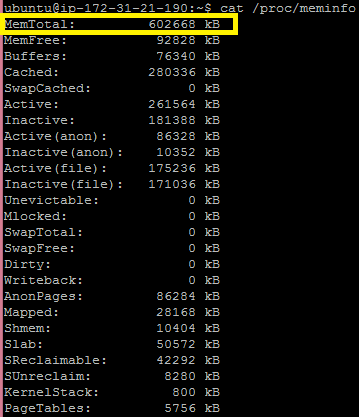 ubuntu@ip-172-31-21-190:~$ cat /proc/meminfo
MemTotal: 602668 kB
MemFree: 92828 kB
Buffers: 76340 kB
Cached: 280336 kB
SwapCached: 0 kB
Active: 261564 kB
Inactive: 181388 kB
Active(anon): 86328 kB
Inactive(anon): 10352 kB
Active(file): 175236 kB
Inactive(file): 171036 kB
Unevictable: 0 kB
Mlocked: 0 kB
SwapTotal: 0 kB
SwapFree: 0 kB
Dirty: 0 kB
Writeback: 0 kB
AnonPages: 86284 kB
Mapped: 28168 kB
Shmem: 10404 kB
Slab: 50572 kB
SReclaimable: 42292 kB
SUnreclaim: 8280 kB
KernelStack: 800 kB
PageTables: 5756 kB